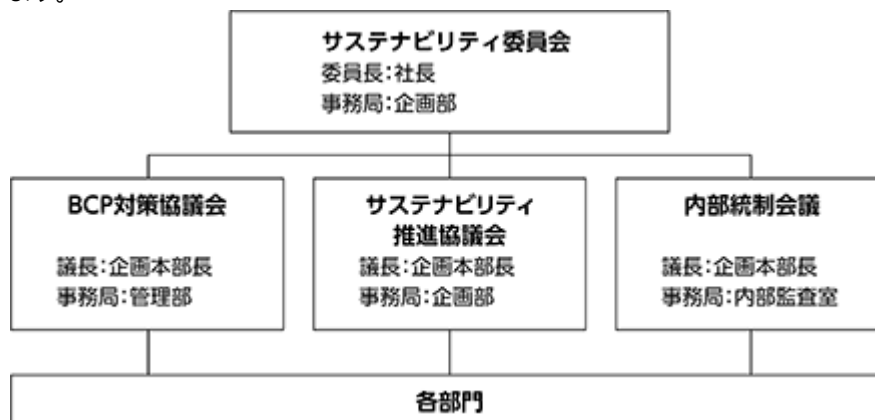 ます。
サステナビリティ委員会
委員長:社長
事務局:企画部
BCP対策協議会
議長:企画本部長
事務局:管理部
サステナビリティ
推進協議会
議長:企画本部長
事務局:企画部
内部統制会議
議長:企画本部長
事務局:内部監査室
各部門